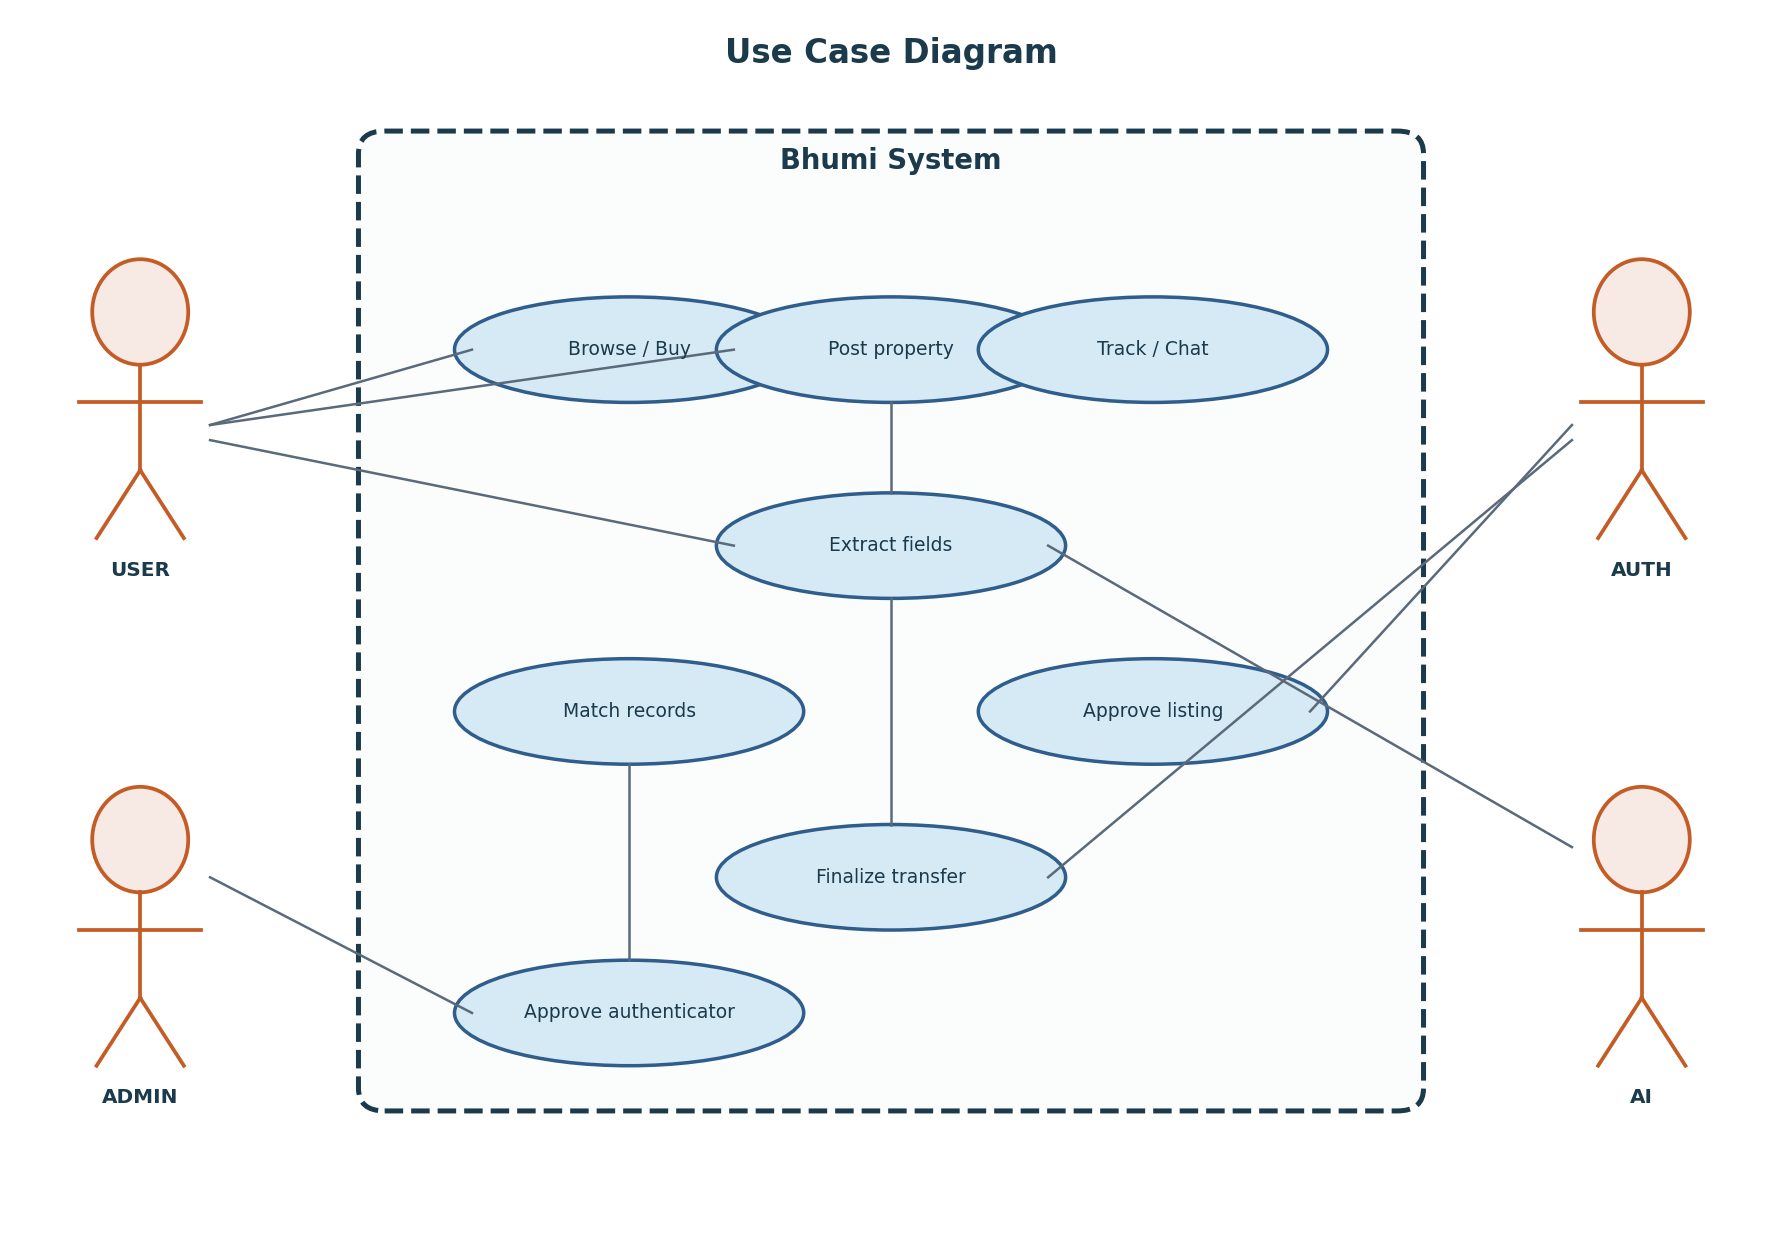 Use Case Diagram
Bhumi System
Browse / Buy
Post property
Track / Chat
Extract fields
USER
AUTH
Match records
Approve listing
Finalize transfer
Approve authenticator
ADMIN
AI